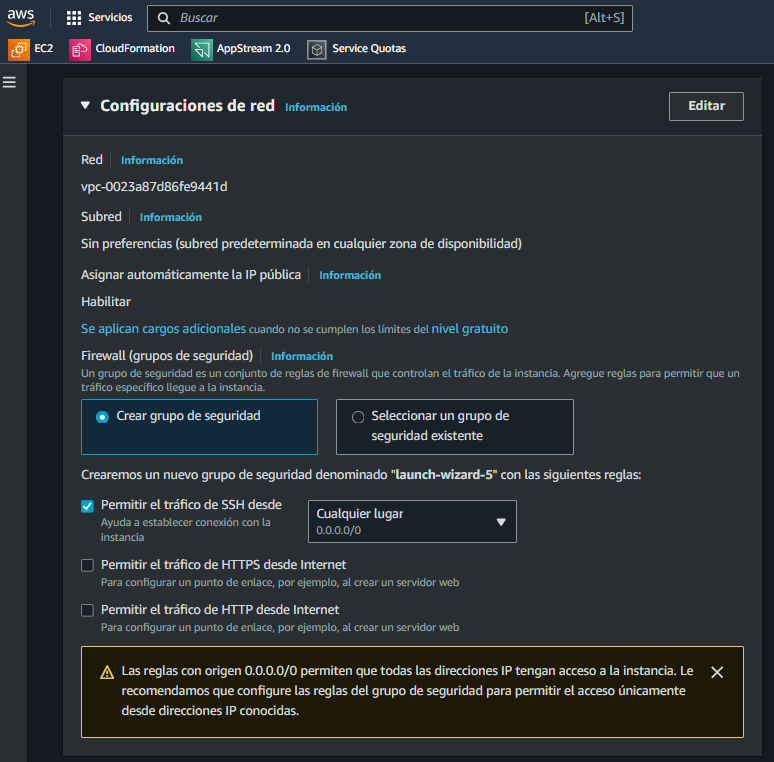 aws
Servicios
Buscar
[Alt+S]
EC2
CloudFormation
AppStream 2.0
Service Quotas
Configuraciones de red
Información
Editar
Red
Información
vpc-0023a87d86fe9441d
Subred
Información
Sin preferencias (subred predeterminada en cualquier zona de disponibilidad)
Asignar automáticamente la IP pública
Información
Habilitar
Se aplican cargos adicionales cuando no se cumplen los límites del nivel gratuito
Firewall (grupos de seguridad)
Información
Un grupo de seguridad es un conjunto de reglas de firewall que controlan el tráfico de la instancia. Agregue reglas para permitir que un
tráfico específico llegue a la instancia.
Crear grupo de seguridad
Seleccionar un grupo de
seguridad existente
Crearemos un nuevo grupo de seguridad denominado "launch-wizard-5" con las siguientes reglas:
Permitir el tráfico de SSH desde
Ayuda a establecer conexión con la
instancia
Cualquier lugar
0.0.0.0/0
Permitir el tráfico de HTTPS desde Internet
Para configurar un punto de enlace, por ejemplo, al crear un servidor web
Permitir el tráfico de HTTP desde Internet
Para configurar un punto de enlace, por ejemplo, al crear un servidor web
Las reglas con origen 0.0.0.0/0 permiten que todas las direcciones IP tengan acceso a la instancia. Le
recomendamos que configure las reglas del grupo de seguridad para permitir el acceso únicamente
desde direcciones IP conocidas.